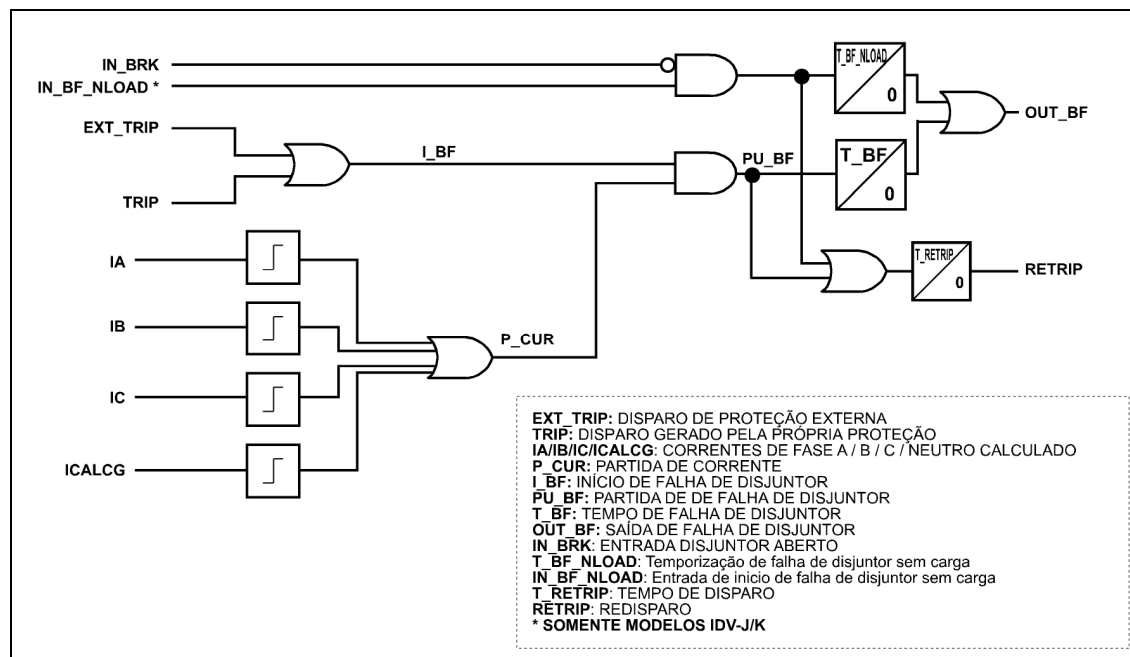 IN_BRK
IN_BF_NLOAD *
EXT_TRIP
TRIP
I_BF
IA
IB
IC
ICALCG
P_CUR
PU_BF
T_BF_NLOAD
0
T_BF
0
OUT_BF
T_RETRIP
0
RETRIP
EXT_TRIP: DISPARO DE PROTEÇÃO EXTERNA
TRIP: DISPARO GERADO PELA PRÓPRIA PROTEÇÃO
IA/IB/IC/ICALCG: CORRENTES DE FASE A / B / C / NEUTRO CALCULADO
P_CUR: PARTIDA DE CORRENTE
I_BF: INÍCIO DE FALHA DE DISJUNTOR
PU_BF: PARTIDA DE DE FALHA DE DISJUNTOR
T_BF: TEMPO DE FALHA DE DISJUNTOR
OUT_BF: SAÍDA DE FALHA DE DISJUNTOR
IN_BRK: ENTRADA DISJUNTOR ABERTO
T_BF_NLOAD: Temporização de falha de disjuntor sem carga
IN_BF_NLOAD: Entrada de inicio de falha de disjuntor sem carga
T_RETRIP: TEMPO DE DISPARO
RETRIP: REDISPARO
* SOMENTE MODELOS IDV-J/K